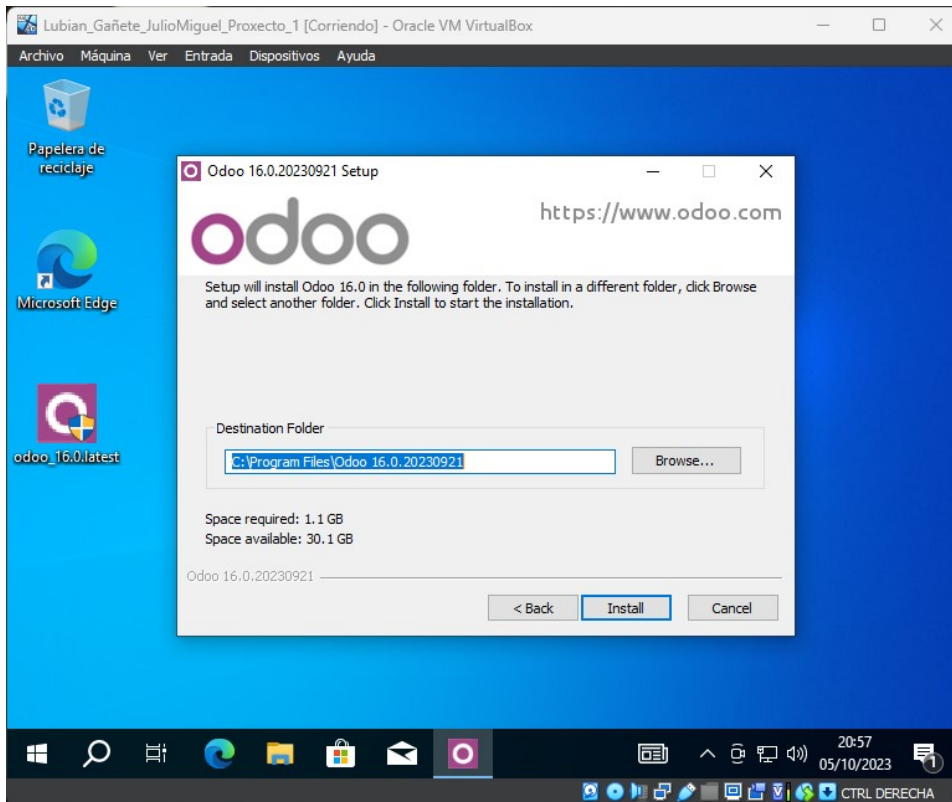 Lubian_Gañete_JulioMiguel_Proxecto_1 [Corriendo] - Oracle VM VirtualBox
Archivo Máquina Ver Entrada Dispositivos Ayuda
Papelera de
reciclaje
Microsoft Edge
odoo_16.0.latest
Odoo 16.0.20230921 Setup
odoo
https://www.odoo.com
Setup will install Odoo 16.0 in the following folder. To install in a different folder, click Browse
and select another folder. Click Install to start the installation.
Destination Folder
C:\Program Files\Odoo 16.0.20230921
Browse...
Space required: 1.1 GB
Space available: 30.1 GB
Odoo 16.0.20230921
< Back Install Cancel
20:57
05/10/2023
1
CTRL DERECHA